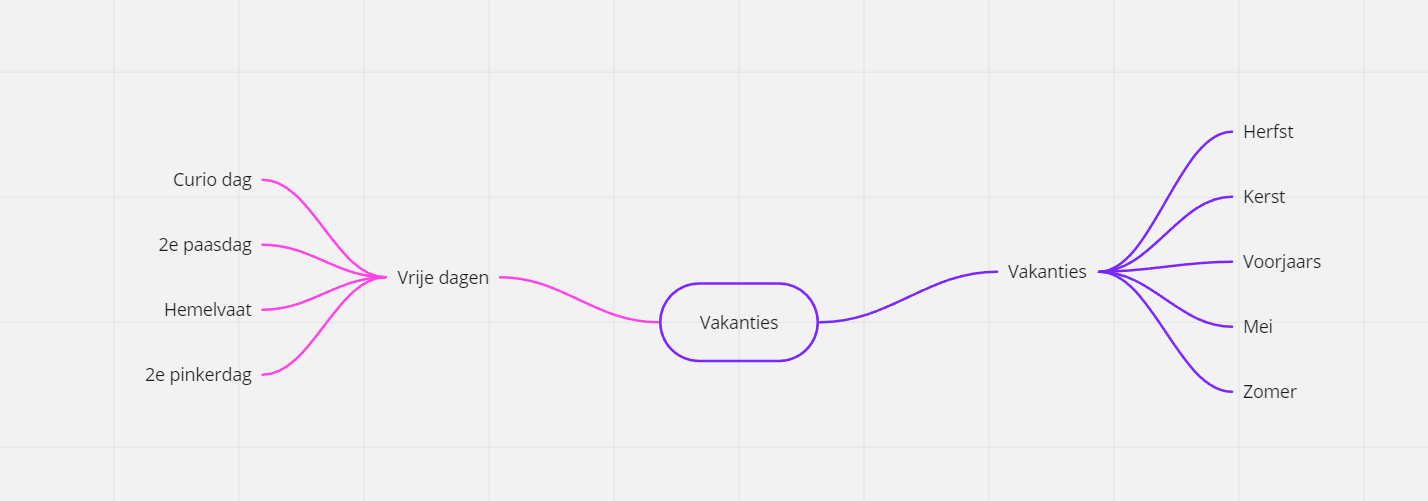 Curio dag
2e paasdag
Hemelvaat
2e pinkerdag
Vrije dagen
Vakanties
Vakanties
Herfst
Kerst
Voorjaars
Mei
Zomer